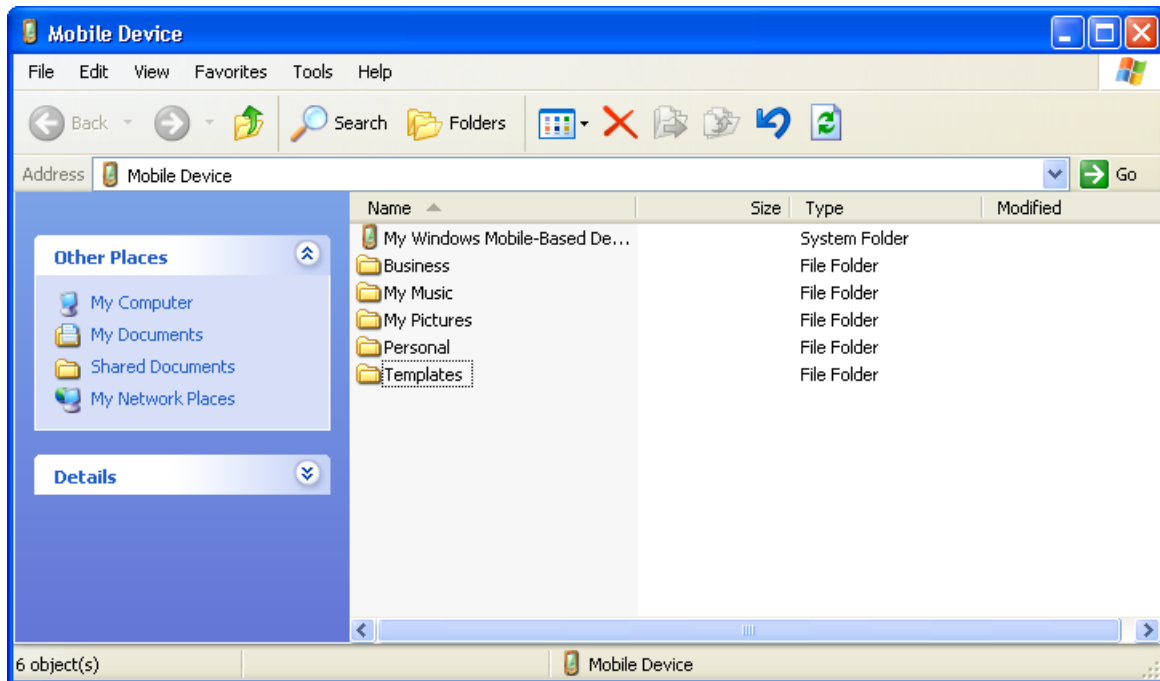 Mobile Device
File Edit View Favorites Tools Help
Back Search Folders
Address Mobile Device Go
Name Size Type Modified
Other Places
My Computer
My Documents
Shared Documents
My Network Places
Details
My Windows Mobile-Based De... System Folder
Business File Folder
My Music File Folder
My Pictures File Folder
Personal File Folder
Templates File Folder
6 object(s) Mobile Device